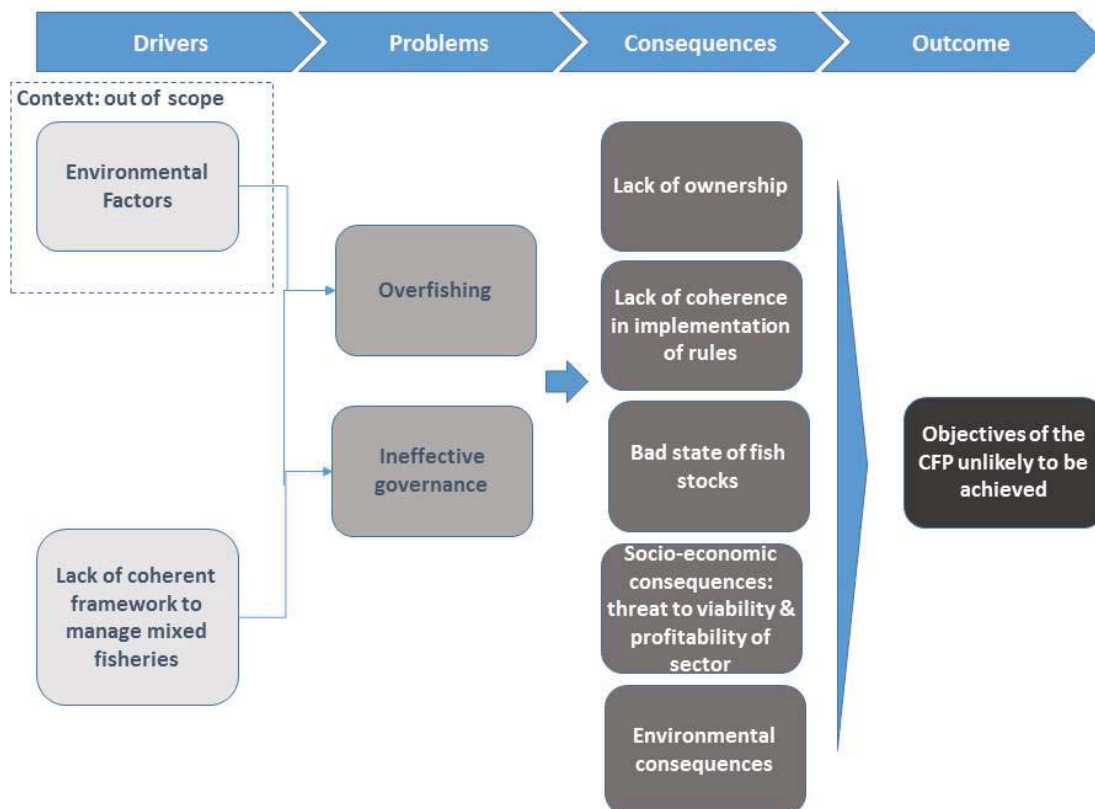 Drivers
Problems
Consequences
Outcome
Context: out of scope
Environmental
Factors
Lack of coherent
framework to
manage mixed
fisheries
Overfishing
Ineffective
governance
Lack of ownership
Lack of coherence
in implementation
of rules
Bad state of fish
stocks
Socio-economic
consequences:
threat to viability &
profitability of
sector
Environmental
consequences
Objectives of the
CFP unlikely to be
achieved